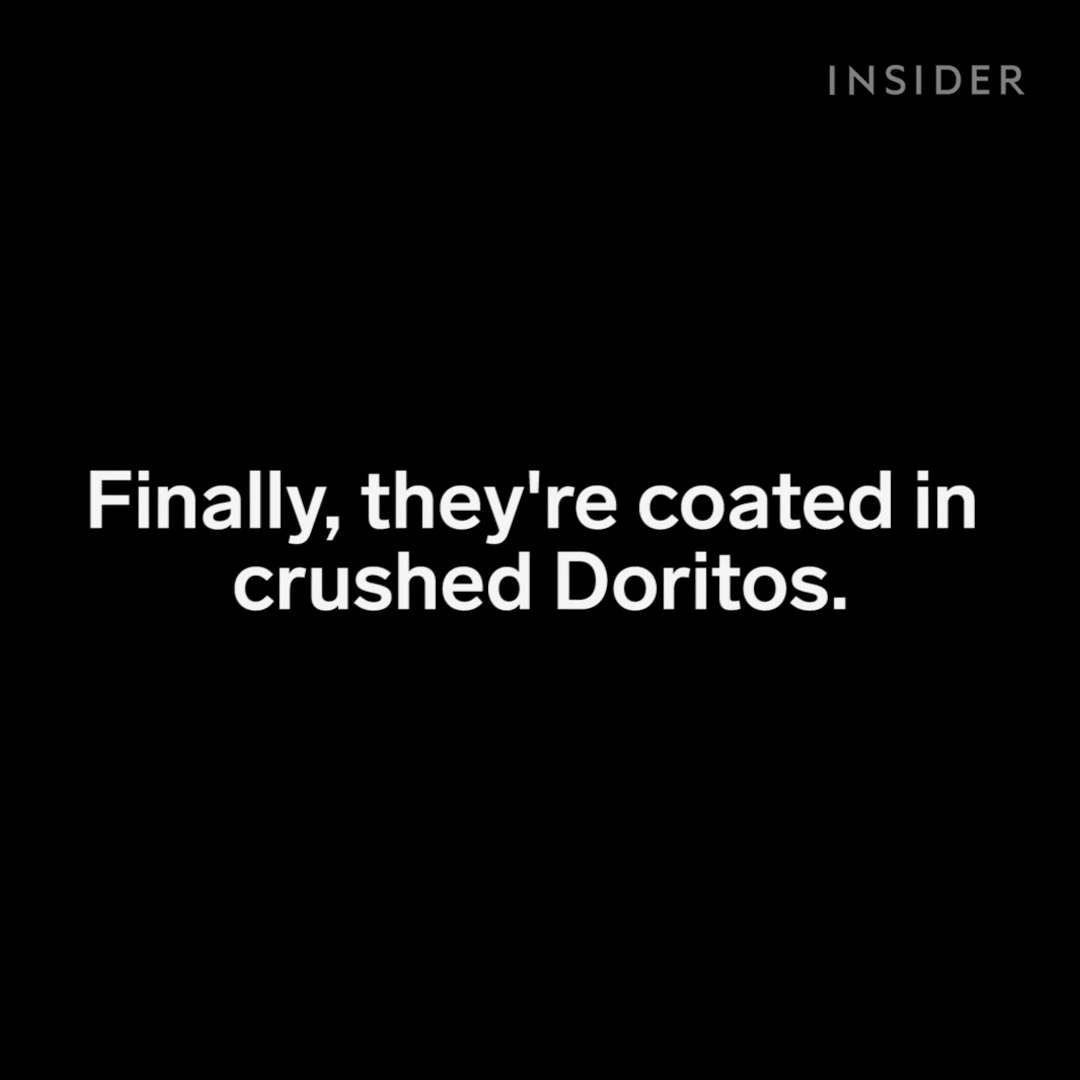 INSIDER
Finally, they're coated in
crushed Doritos.